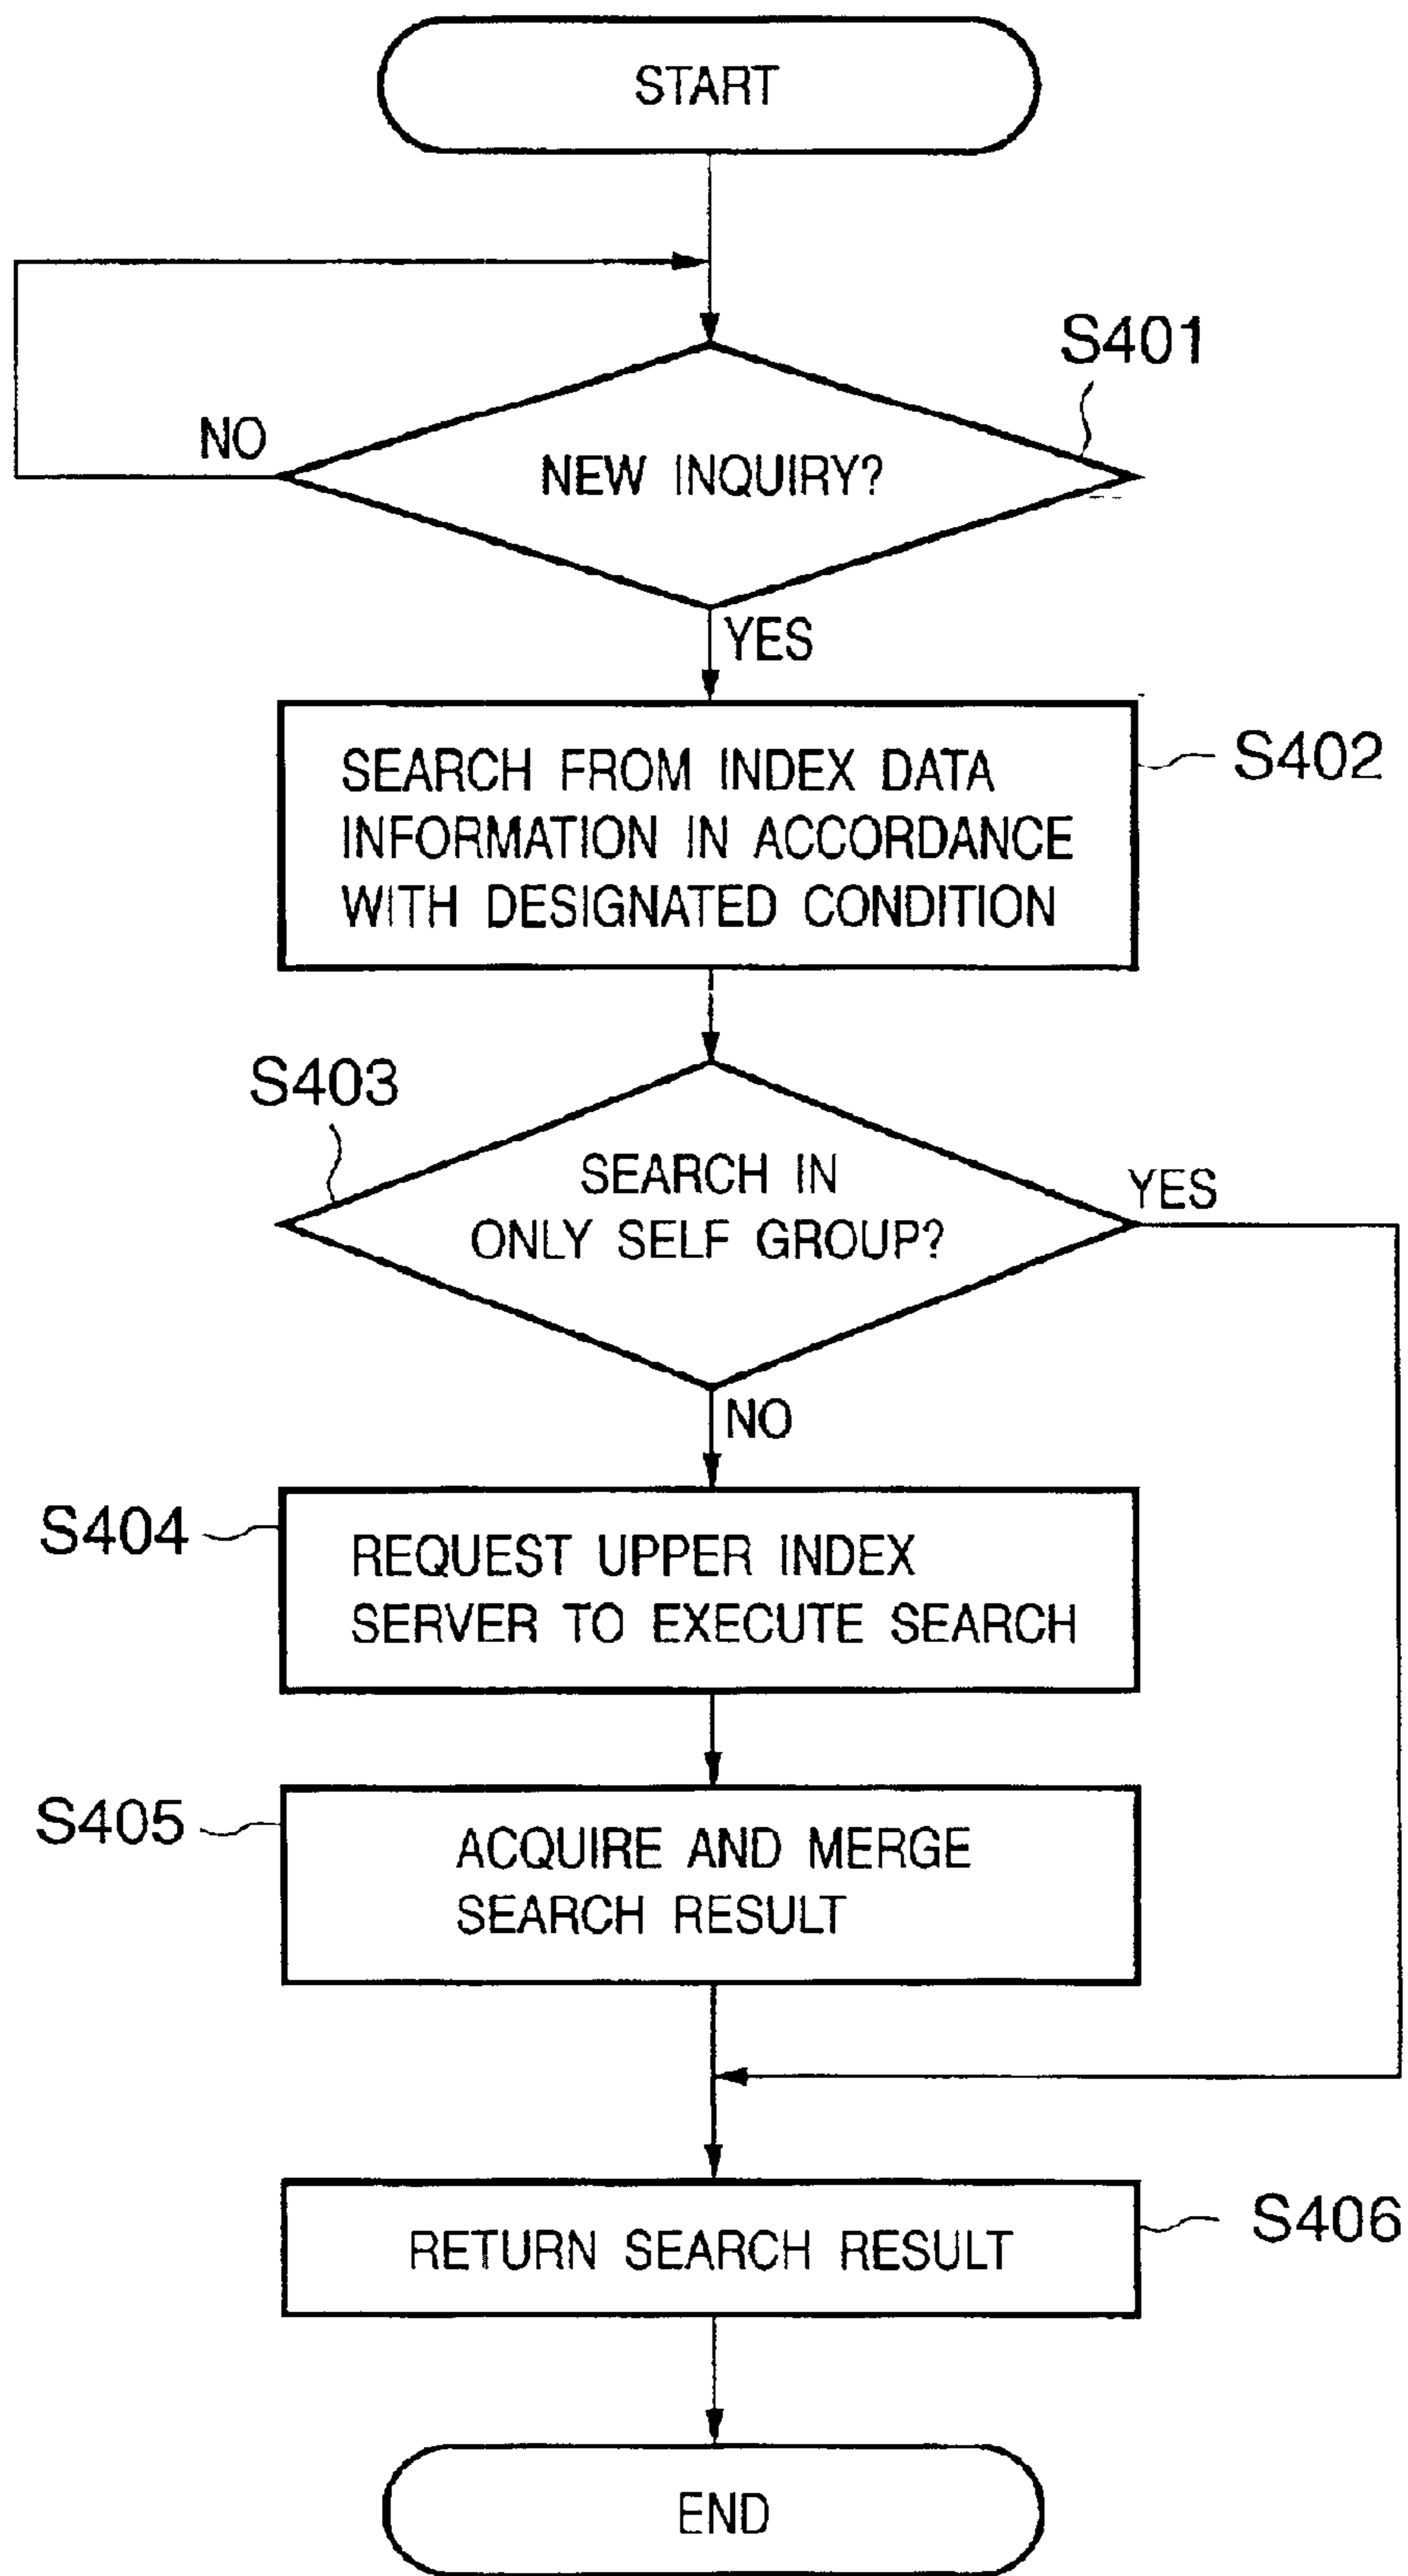 START
S401
NO
NEW INQUIRY?
YES
SEARCH FROM INDEX DATA
INFORMATION IN ACCORDANCE
WITH DESIGNATED CONDITION
S402
S403
SEARCH IN
ONLY SELF GROUP?
YES
NO
S404
REQUEST UPPER INDEX
SERVER TO EXECUTE SEARCH
S405
ACQUIRE AND MERGE
SEARCH RESULT
RETURN SEARCH RESULT
S406
END